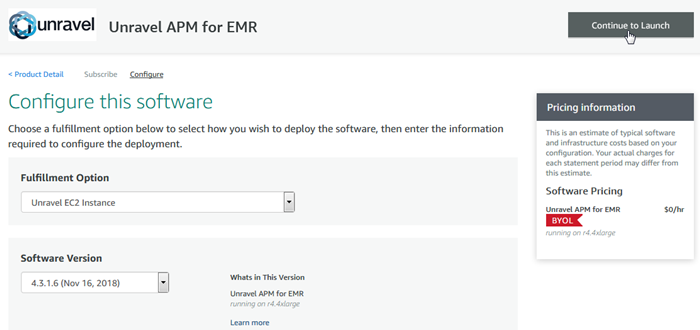 unravel
Unravel APM for EMR
Continue to Launch
< Product Detail
Subscribe
Configure
Configure this software
Choose a fulfillment option below to select how you wish to deploy the software, then enter the information
required to configure the deployment.
Fulfillment Option
Unravel EC2 Instance
Software Version
4.3.1.6 (Nov 16, 2018)
Whats in This Version
Unravel APM for EMR
running on r4.4xlarge
Learn more
Pricing information
This is an estimate of typical software
and infrastructure costs based on your
configuration. Your actual charges for
each statement period may differ from
this estimate.
Software Pricing
Unravel APM for EMR
$0/hr
BYOL
running on r4.4xlarge